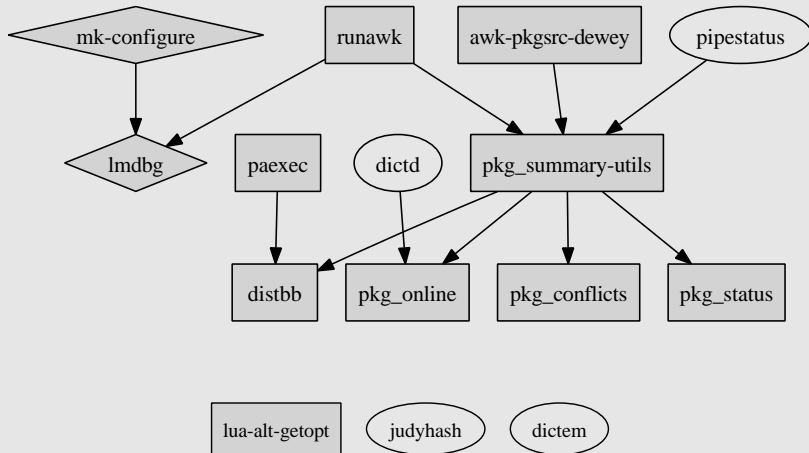 mk-configure
runawk
awk-pkgsrc-dewey
pipestatus
lmdbg
paexec
dictd
pkg_summary-utils
distbb
pkg_online
pkg_conflicts
pkg_status
lua-alt-getopt
judyhash
dictem